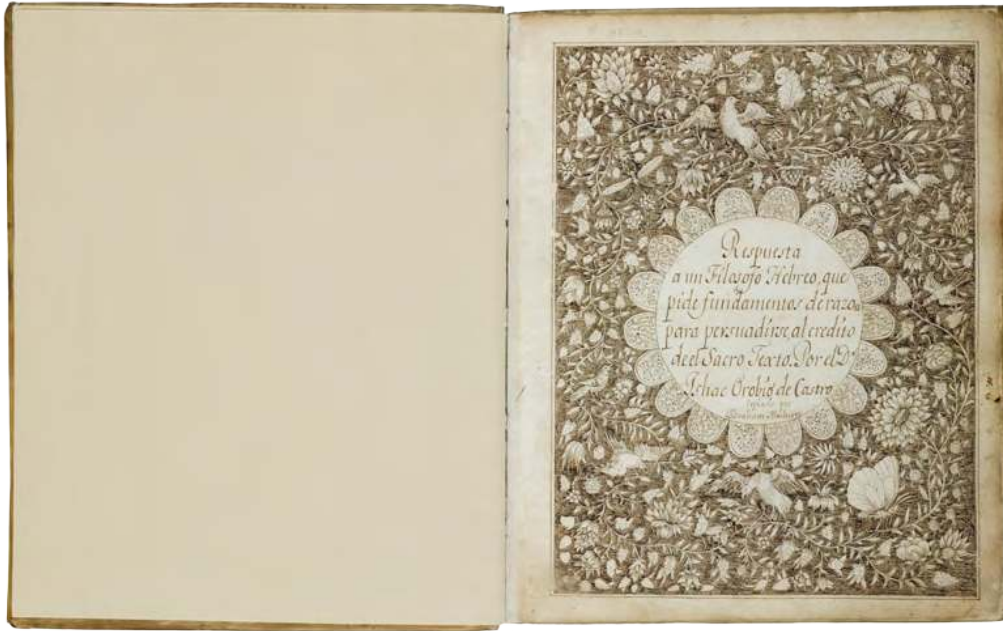 Respuesta
a un Filosofo Hebreo, que
pide fundamentos de razon
para persuadirse, al credito
de el Sacro Texto. Por el Dr
Ishac Orobio de Castro